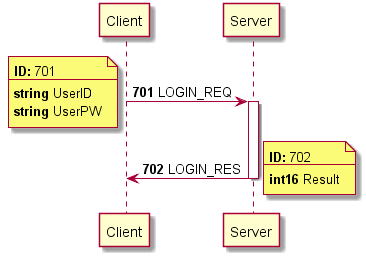 Client Server
ID: 701
string UserID
string UserPW
701 LOGIN_REQ
ID: 702
int16 Result
702 LOGIN_RES
Client Server